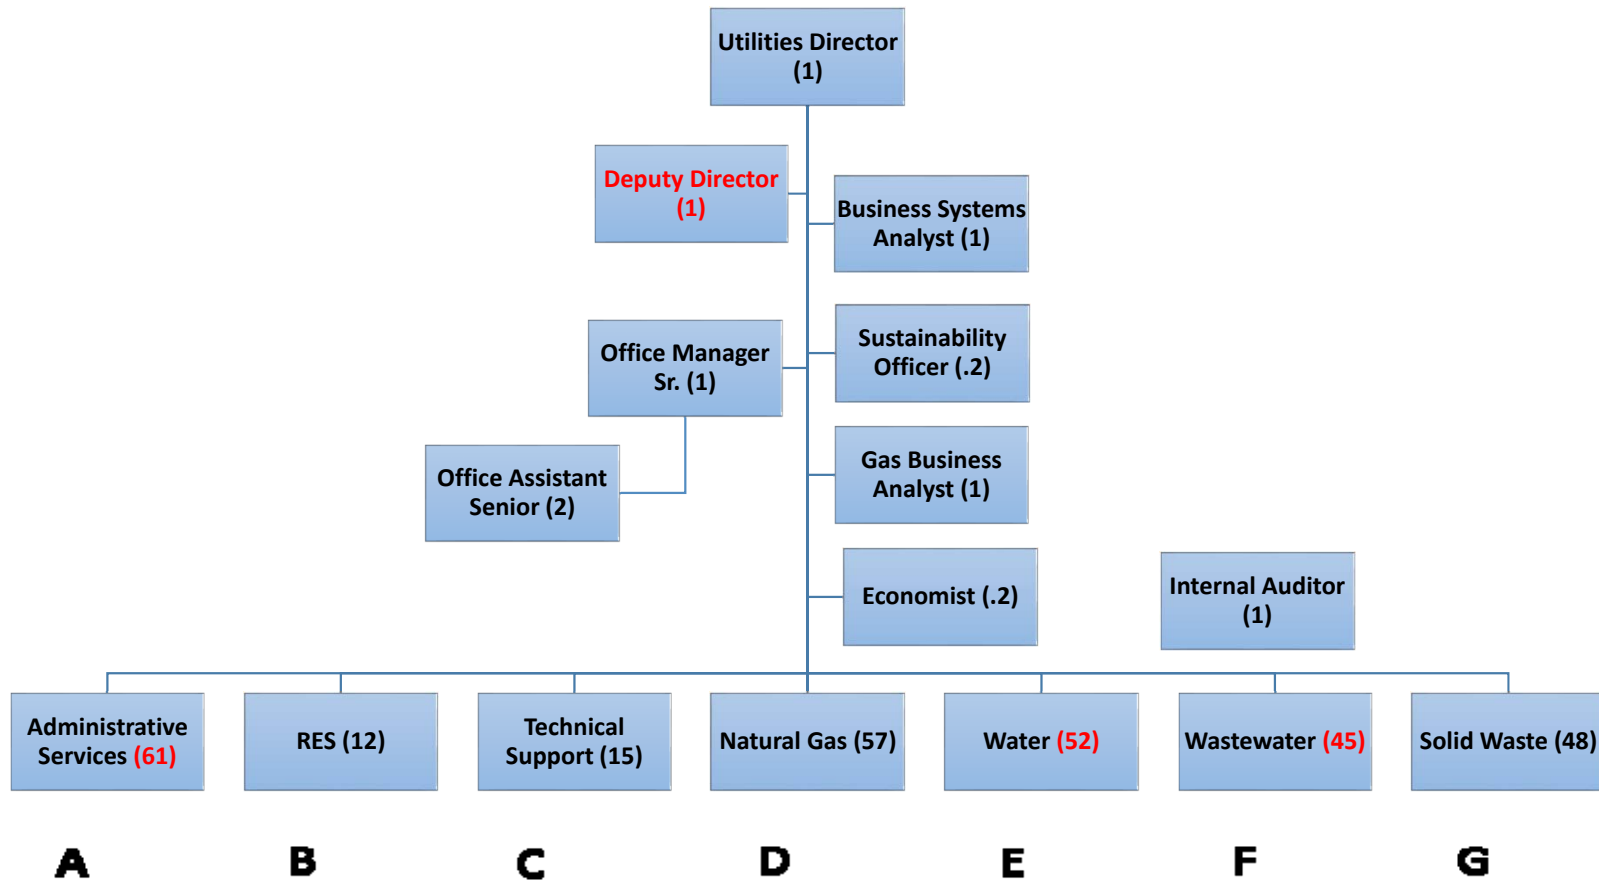 Utilities Director
(1)
Deputy Director
(1)
Business Systems
Analyst (1)
Sustainability
Officer (.2)
Office Manager
Sr. (1)
Gas Business
Analyst (1)
Office Assistant
Senior (2)
Economist (.2)
Internal Auditor
(1)
Administrative
Services (61)
RES (12)
Technical
Support (15)
Natural Gas (57)
Water (52)
Wastewater (45)
Solid Waste (48)
A
B
C
D
E
F
G